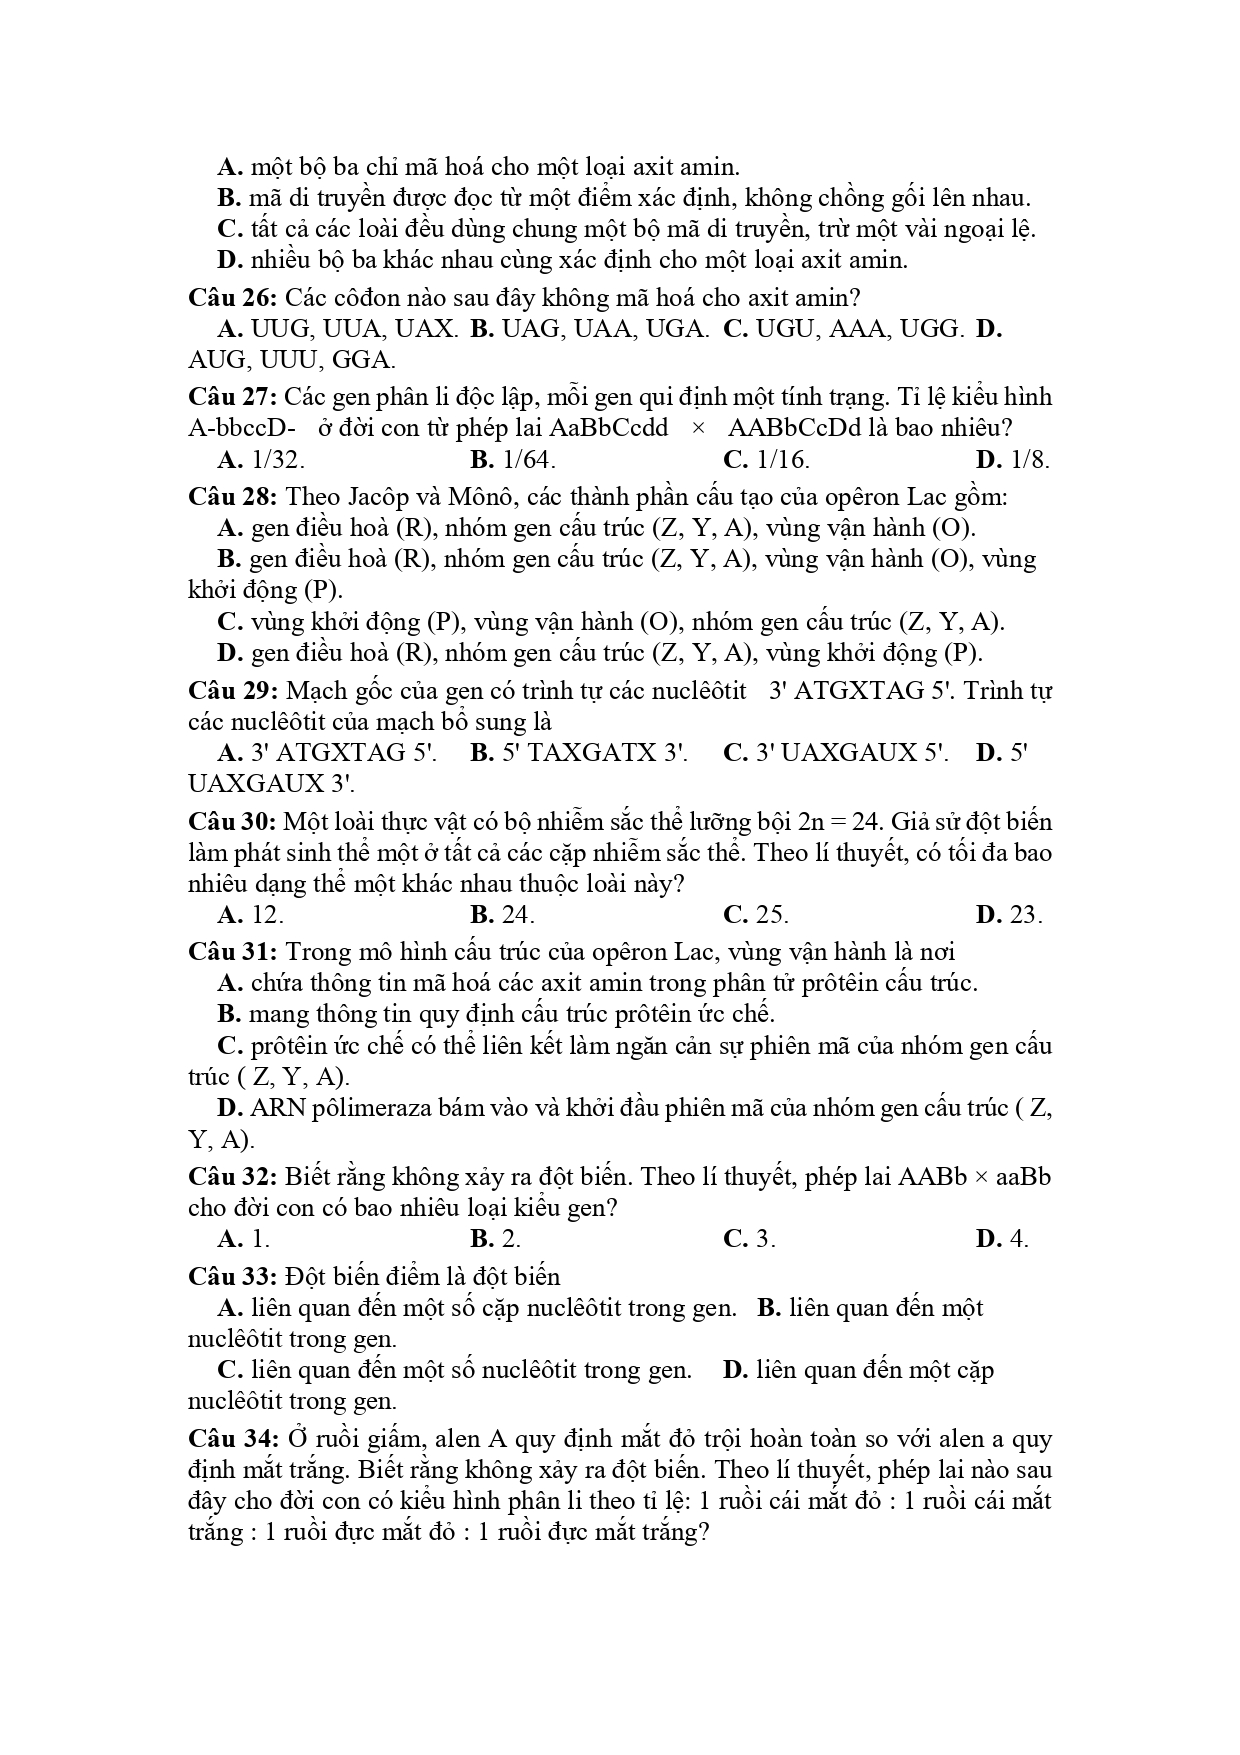 A. một bộ ba chỉ mã hoá cho một loại axit amin.
B. mã di truyền được đọc từ một điểm xác định, không chồng gối lên nhau.
C. tất cả các loài đều dùng chung một bộ mã di truyền, trừ một vài ngoại lệ.
D. nhiều bộ ba khác nhau cùng xác định cho một loại axit amin.
Câu 26: Các côđon nào sau đây không mã hoá cho axit amin?
A. UUG, UUA, UAX. B. UAG, UAA, UGA. C. UGU, AAA, UGG. D.
AUG, UUU, GGA.
Câu 27: Các gen phân li độc lập, mỗi gen qui định một tính trạng. Tỉ lệ kiểu hình
A-bbccD- ở đời con từ phép lai AaBbCcdd × AABbCcDd là bao nhiêu?
A. 1/32. B. 1/64. C. 1/16. D. 1/8.
Câu 28: Theo Jacôp và Mônô, các thành phần cấu tạo của opêron Lac gồm:
A. gen điều hoà (R), nhóm gen cấu trúc (Z, Y, A), vùng vận hành (O).
B. gen điều hoà (R), nhóm gen cấu trúc (Z, Y, A), vùng vận hành (O), vùng
khởi động (P).
C. vùng khởi động (P), vùng vận hành (O), nhóm gen cấu trúc (Z, Y, A).
D. gen điều hoà (R), nhóm gen cấu trúc (Z, Y, A), vùng khởi động (P).
Câu 29: Mạch gốc của gen có trình tự các nuclêôtit 3' ATGXTAG 5'. Trình tự
các nuclêôtit của mạch bổ sung là
A. 3' ATGXTAG 5'. B. 5' TAXGATX 3'. C. 3' UAXGAUX 5'. D. 5'
UAXGAUX 3'.
Câu 30: Một loài thực vật có bộ nhiễm sắc thể lưỡng bội 2n = 24. Giả sử đột biến
làm phát sinh thể một ở tất cả các cặp nhiễm sắc thể. Theo lí thuyết, có tối đa bao
nhiêu dạng thể một khác nhau thuộc loài này?
A. 12. B. 24. C. 25. D. 23.
Câu 31: Trong mô hình cấu trúc của opêron Lac, vùng vận hành là nơi
A. chứa thông tin mã hoá các axit amin trong phân tử prôtêin cấu trúc.
B. mang thông tin quy định cấu trúc prôtêin ức chế.
C. prôtêin ức chế có thể liên kết làm ngăn cản sự phiên mã của nhóm gen cấu
trúc ( Z, Y, A).
D. ARN pôlimeraza bám vào và khởi đầu phiên mã của nhóm gen cấu trúc ( Z,
Y, A).
Câu 32: Biết rằng không xảy ra đột biến. Theo lí thuyết, phép lai AABb × aaBb
cho đời con có bao nhiêu loại kiểu gen?
A. 1. B. 2. C. 3. D. 4.
Câu 33: Đột biến điểm là đột biến
A. liên quan đến một số cặp nuclêôtit trong gen. B. liên quan đến một
nuclêôtit trong gen.
C. liên quan đến một số nuclêôtit trong gen. D. liên quan đến một cặp
nuclêôtit trong gen.
Câu 34: Ở ruồi giấm, alen A quy định mắt đỏ trội hoàn toàn so với alen a quy
định mắt trắng. Biết rằng không xảy ra đột biến. Theo lí thuyết, phép lai nào sau
đây cho đời con có kiểu hình phân li theo tỉ lệ: 1 ruồi cái mắt đỏ : 1 ruồi cái mắt
trắng : 1 ruồi đực mắt đỏ : 1 ruồi đực mắt trắng?